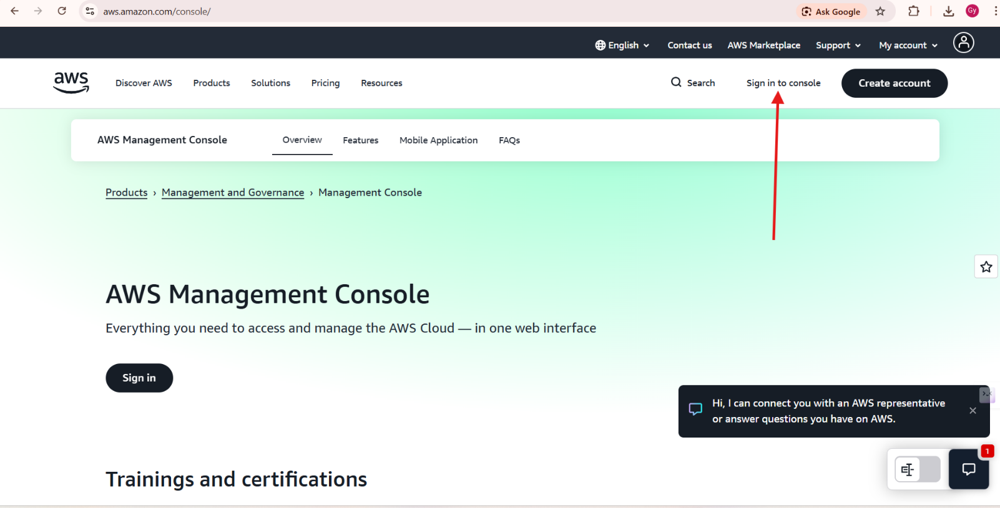 aws.amazon.com/console/
Ask Google
Gy
English
Contact us
AWS Marketplace
Support
My account
aws
Discover AWS
Products
Solutions
Pricing
Resources
Search
Sign in to console
Create account
AWS Management Console
Overview
Features
Mobile Application
FAQs
Products › Management and Governance › Management Console
AWS Management Console
Everything you need to access and manage the AWS Cloud — in one web interface
Sign in
Hi, I can connect you with an AWS representative
or answer questions you have on AWS.
1
Trainings and certifications